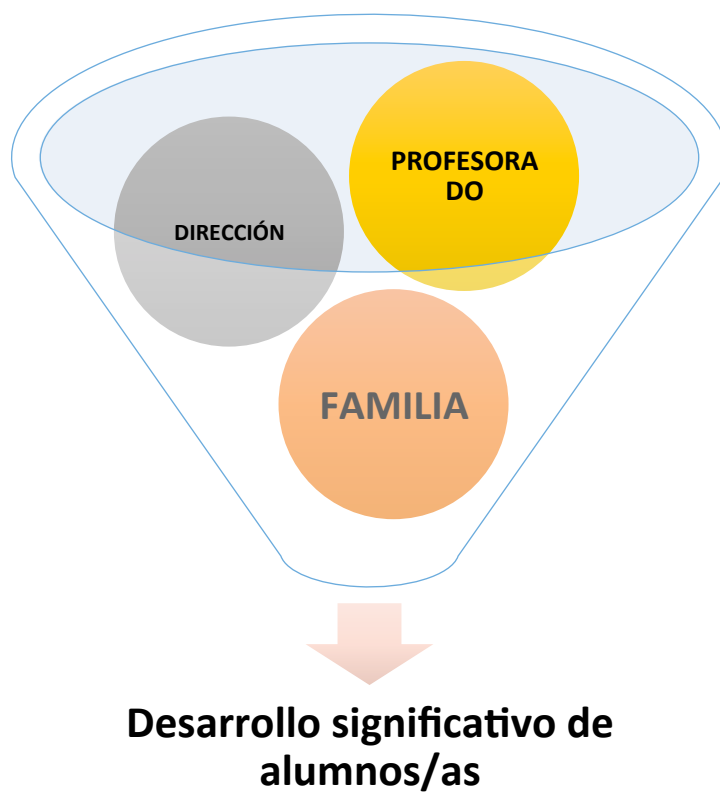 PROFESORA
DO
DIRECCIÓN
FAMILIA
Desarrollo significativo de
alumnos/as